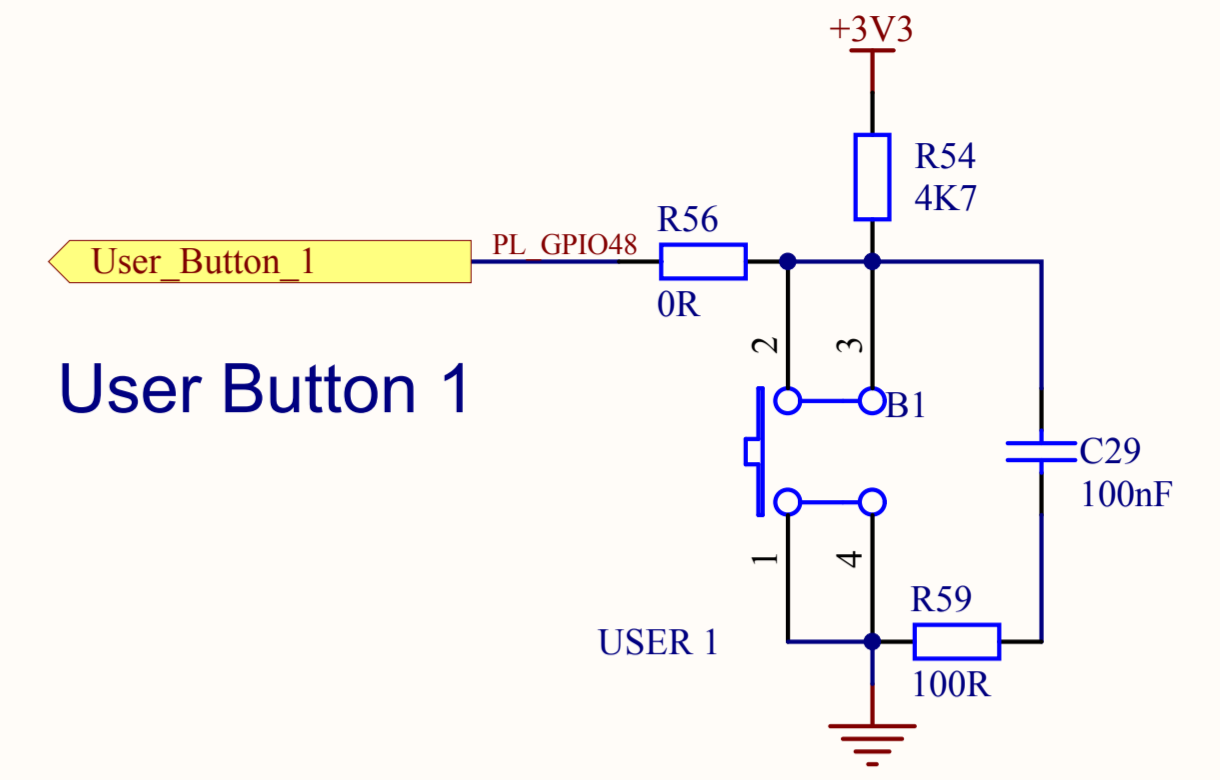 +3V3
R54
4K7
R56
PL_GPIO48
User_Button_1
0R
2
3
User Button 1
B1
C29
100nF
1
4
R59
USER 1
100R